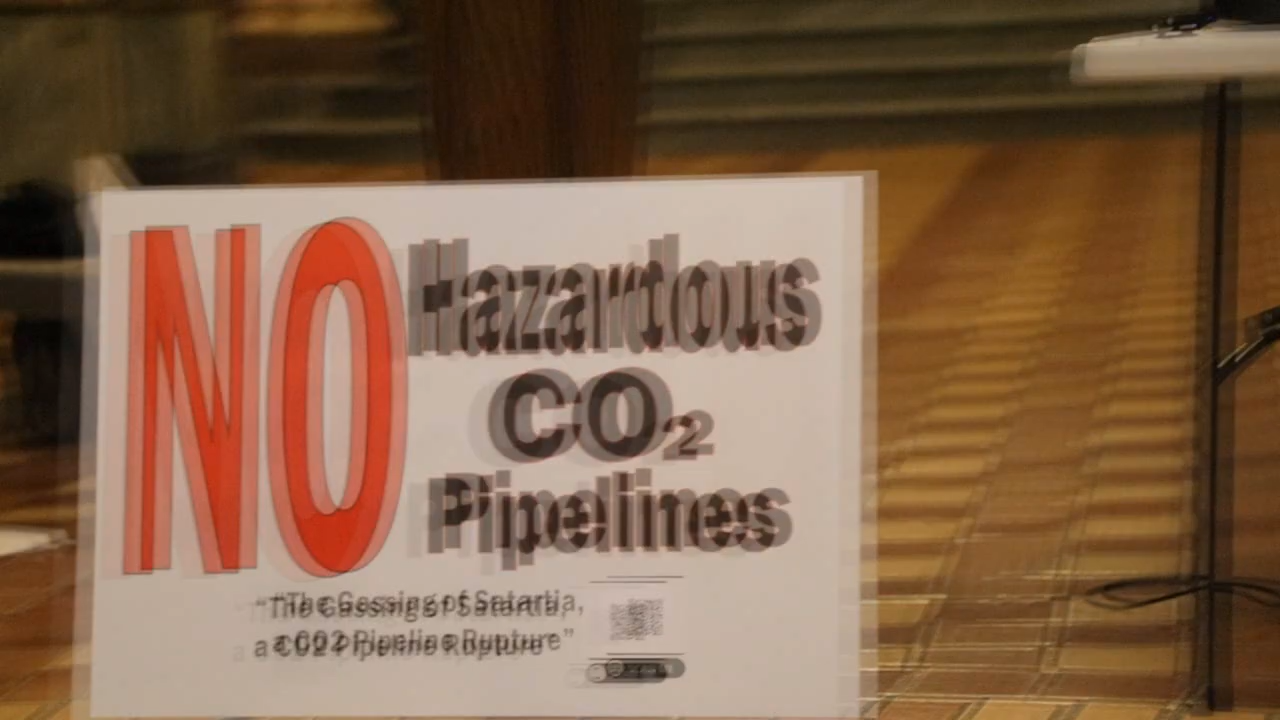 NO Hazardous
CO₂
Pipelines
“The Gassing of Satartia,
a CO2 Pipeline Rupture”